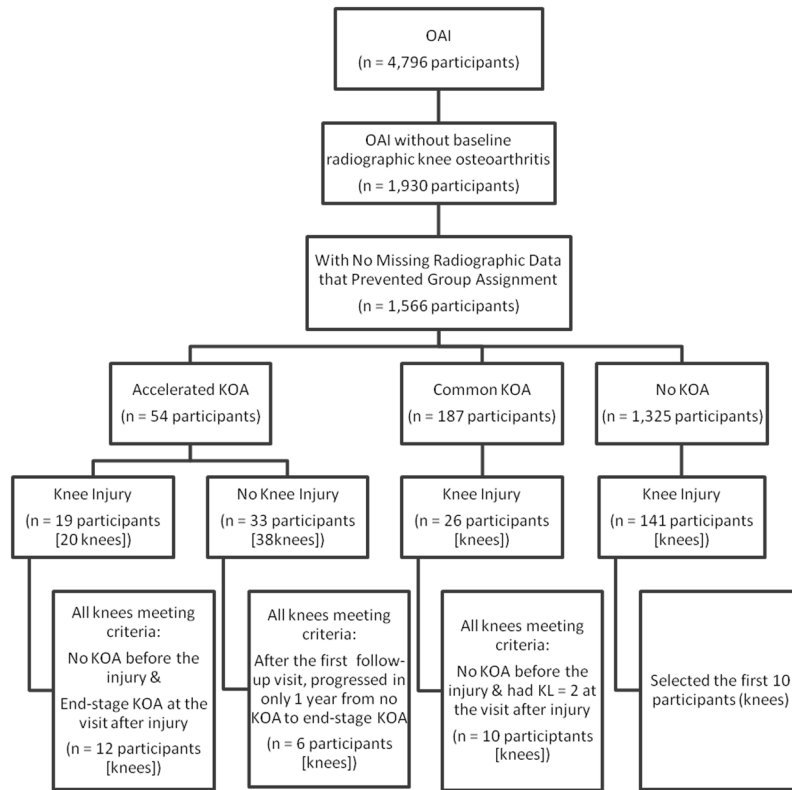 OAI
(n = 4,796 participants)
OAI without baseline
radiographic knee osteoarthritis
(n = 1,930 participants)
With No Missing Radiographic Data
that Prevented Group Assignment
(n = 1,566 participants)
Accelerated KOA
(n = 54 participants)
Common KOA
(n = 187 participants)
No KOA
(n = 1,325 participants)
Knee Injury
(n = 19 participants
[20 knees])
No Knee Injury
(n = 33 participants
[38knees])
Knee Injury
(n = 26 participants
[knees])
Knee Injury
(n = 141 participants
[knees])
All knees meeting
criteria:
No KOA before the
injury &
End-stage KOA at the
visit after injury
(n = 12 participants
[knees])
All knees meeting
criteria:
After the first follow-
up visit, progressed in
only 1 year from no
KOA to end-stage KOA
(n = 6 participants
[knees])
All knees meeting
criteria:
No KOA before the
injury & had KL = 2 at
the visit after injury
(n = 10 participtants
[knees])
Selected the first 10
participants (knees)